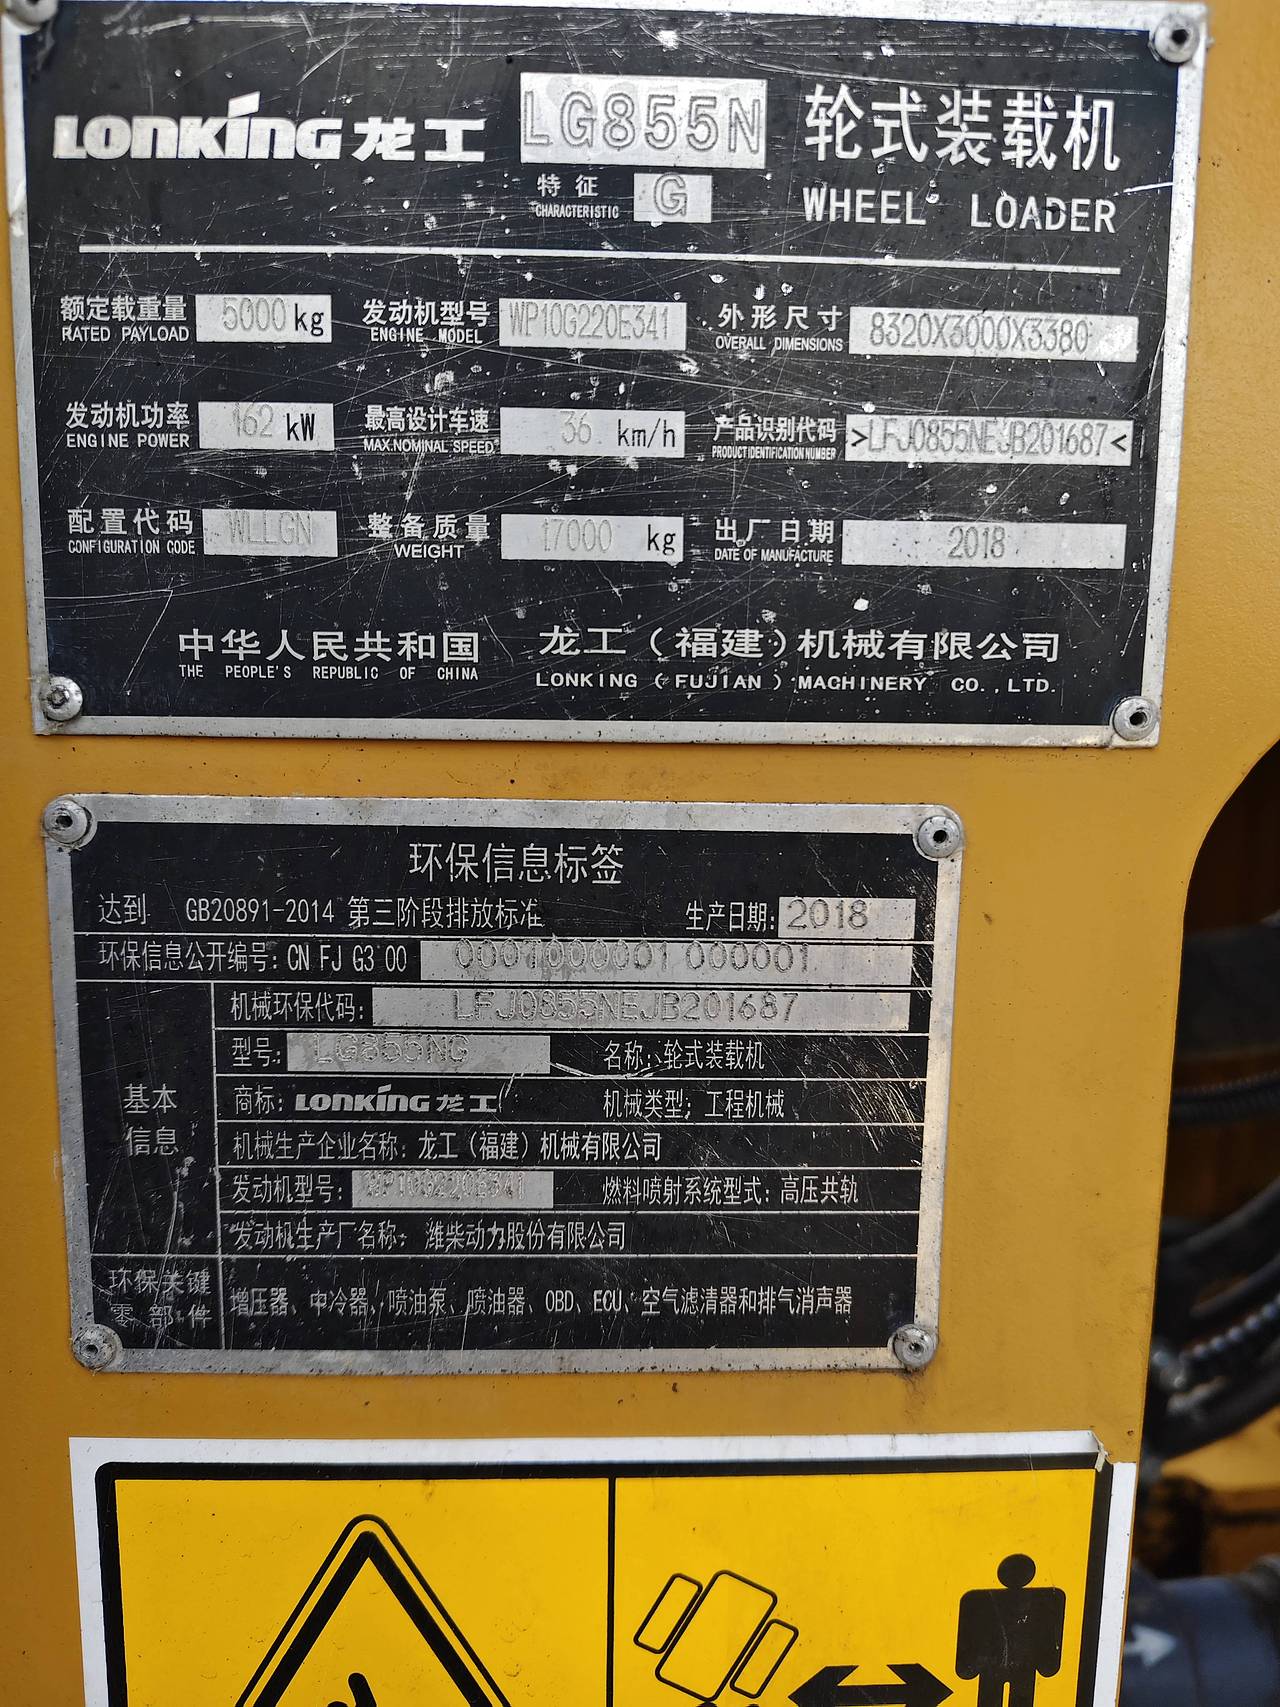 LONKING 龙工 LG855N 轮式装载机
特征 CHARACTERISTIC G WHEEL LOADER
额定载重量 RATED PAYLOAD 5000 kg 发动机型号 ENGINE MODEL WP10G220E341 外形尺寸 OVERALL DIMENSIONS 8320X3000X3380
发动机功率 ENGINE POWER 162 kW 最高设计车速 MAX.NOMINAL SPEED 36 km/h 产品识别代码 PRODUCT IDENTIFICATION NUMBER >LFJ0855NEJB201687<
配置代码 CONFIGURATION CODE WLLGN 整备质量 WEIGHT 17000 kg 出厂日期 DATE OF MANUFACTURE 2018
中华人民共和国 龙工（福建）机械有限公司
THE PEOPLE'S REPUBLIC OF CHINA LONKING (FUJIAN) MACHINERY CO.,LTD.
环保信息标签
达到 GB20891-2014 第三阶段排放标准 生产日期: 2018
环保信息公开编号: CN FJ G3 00 0007000001 000001
机械环保代码: LFJ0855NEJB201687
型号: LG855NG 名称: 轮式装载机
基本信息
商标: LONKING 龙工 机械类型: 工程机械
机械生产企业名称: 龙工（福建）机械有限公司
发动机型号: WP10G220E341 燃料喷射系统型式: 高压共轨
发动机生产厂名称: 潍柴动力股份有限公司
环保关键零部件 增压器、中冷器、喷油泵、喷油器、OBD、ECU、空气滤清器和排气消声器